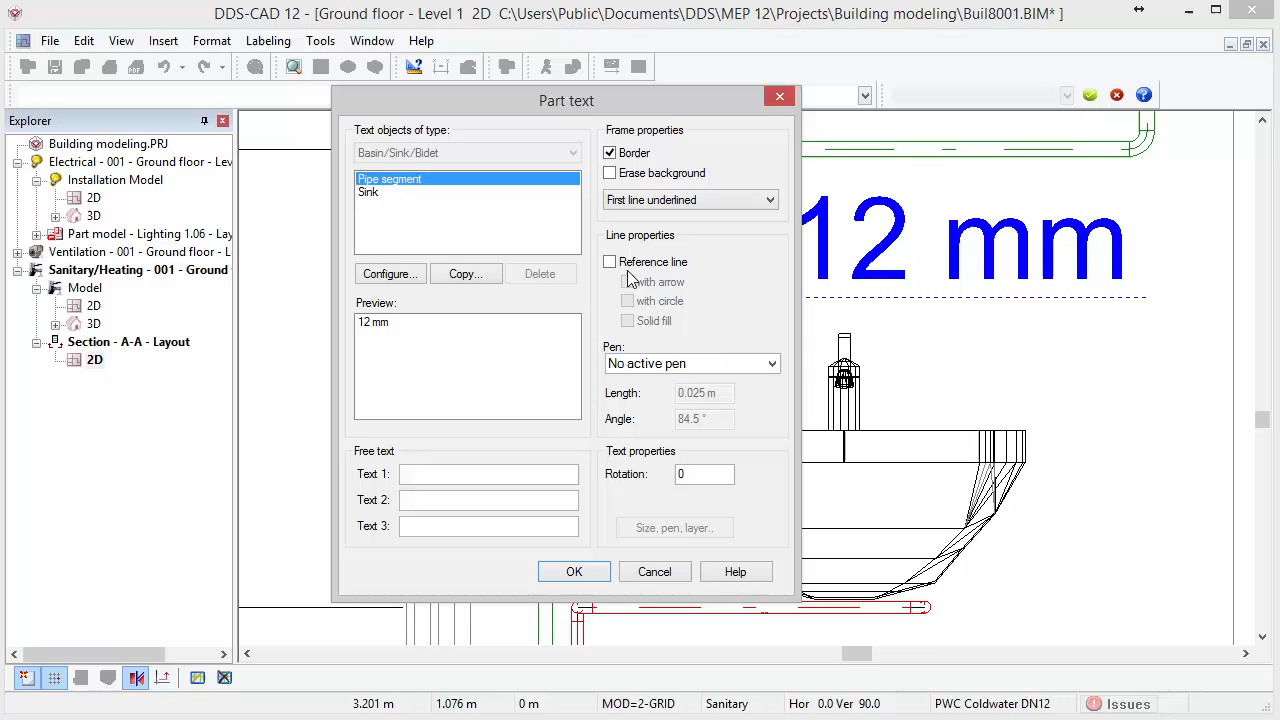 DDS-CAD 12 - [Ground floor - Level 1  2D  C:\Users\Public\Documents\DDS\MEP 12\Projects\Building modeling\Buil8001.BIM* ]
File Edit View Insert Format Labeling Tools Window Help
Explorer
Building modeling.PRJ
Electrical - 001 - Ground floor - Lev
Installation Model
2D
3D
Part model - Lighting 1.06 - Lay
Ventilation - 001 - Ground floor - L
Sanitary/Heating - 001 - Ground
Model
2D
3D
Section - A-A - Layout
2D
Part text
Text objects of type:
Basin/Sink/Bidet
Pipe segment
Sink
Configure... Copy... Delete
Preview:
12 mm
Free text
Text 1:
Text 2:
Text 3:
Frame properties
Border
Erase background
First line underlined
Line properties
Reference line
with arrow
with circle
Solid fill
Pen:
No active pen
Length: 0.025 m
Angle: 84.5 °
Text properties
Rotation: 0
Size, pen, layer..
OK Cancel Help
12 mm
3.201 m 1.076 m 0 m MOD=2-GRID Sanitary Hor 0.0 Ver 90.0 PWC Coldwater DN12 Issues